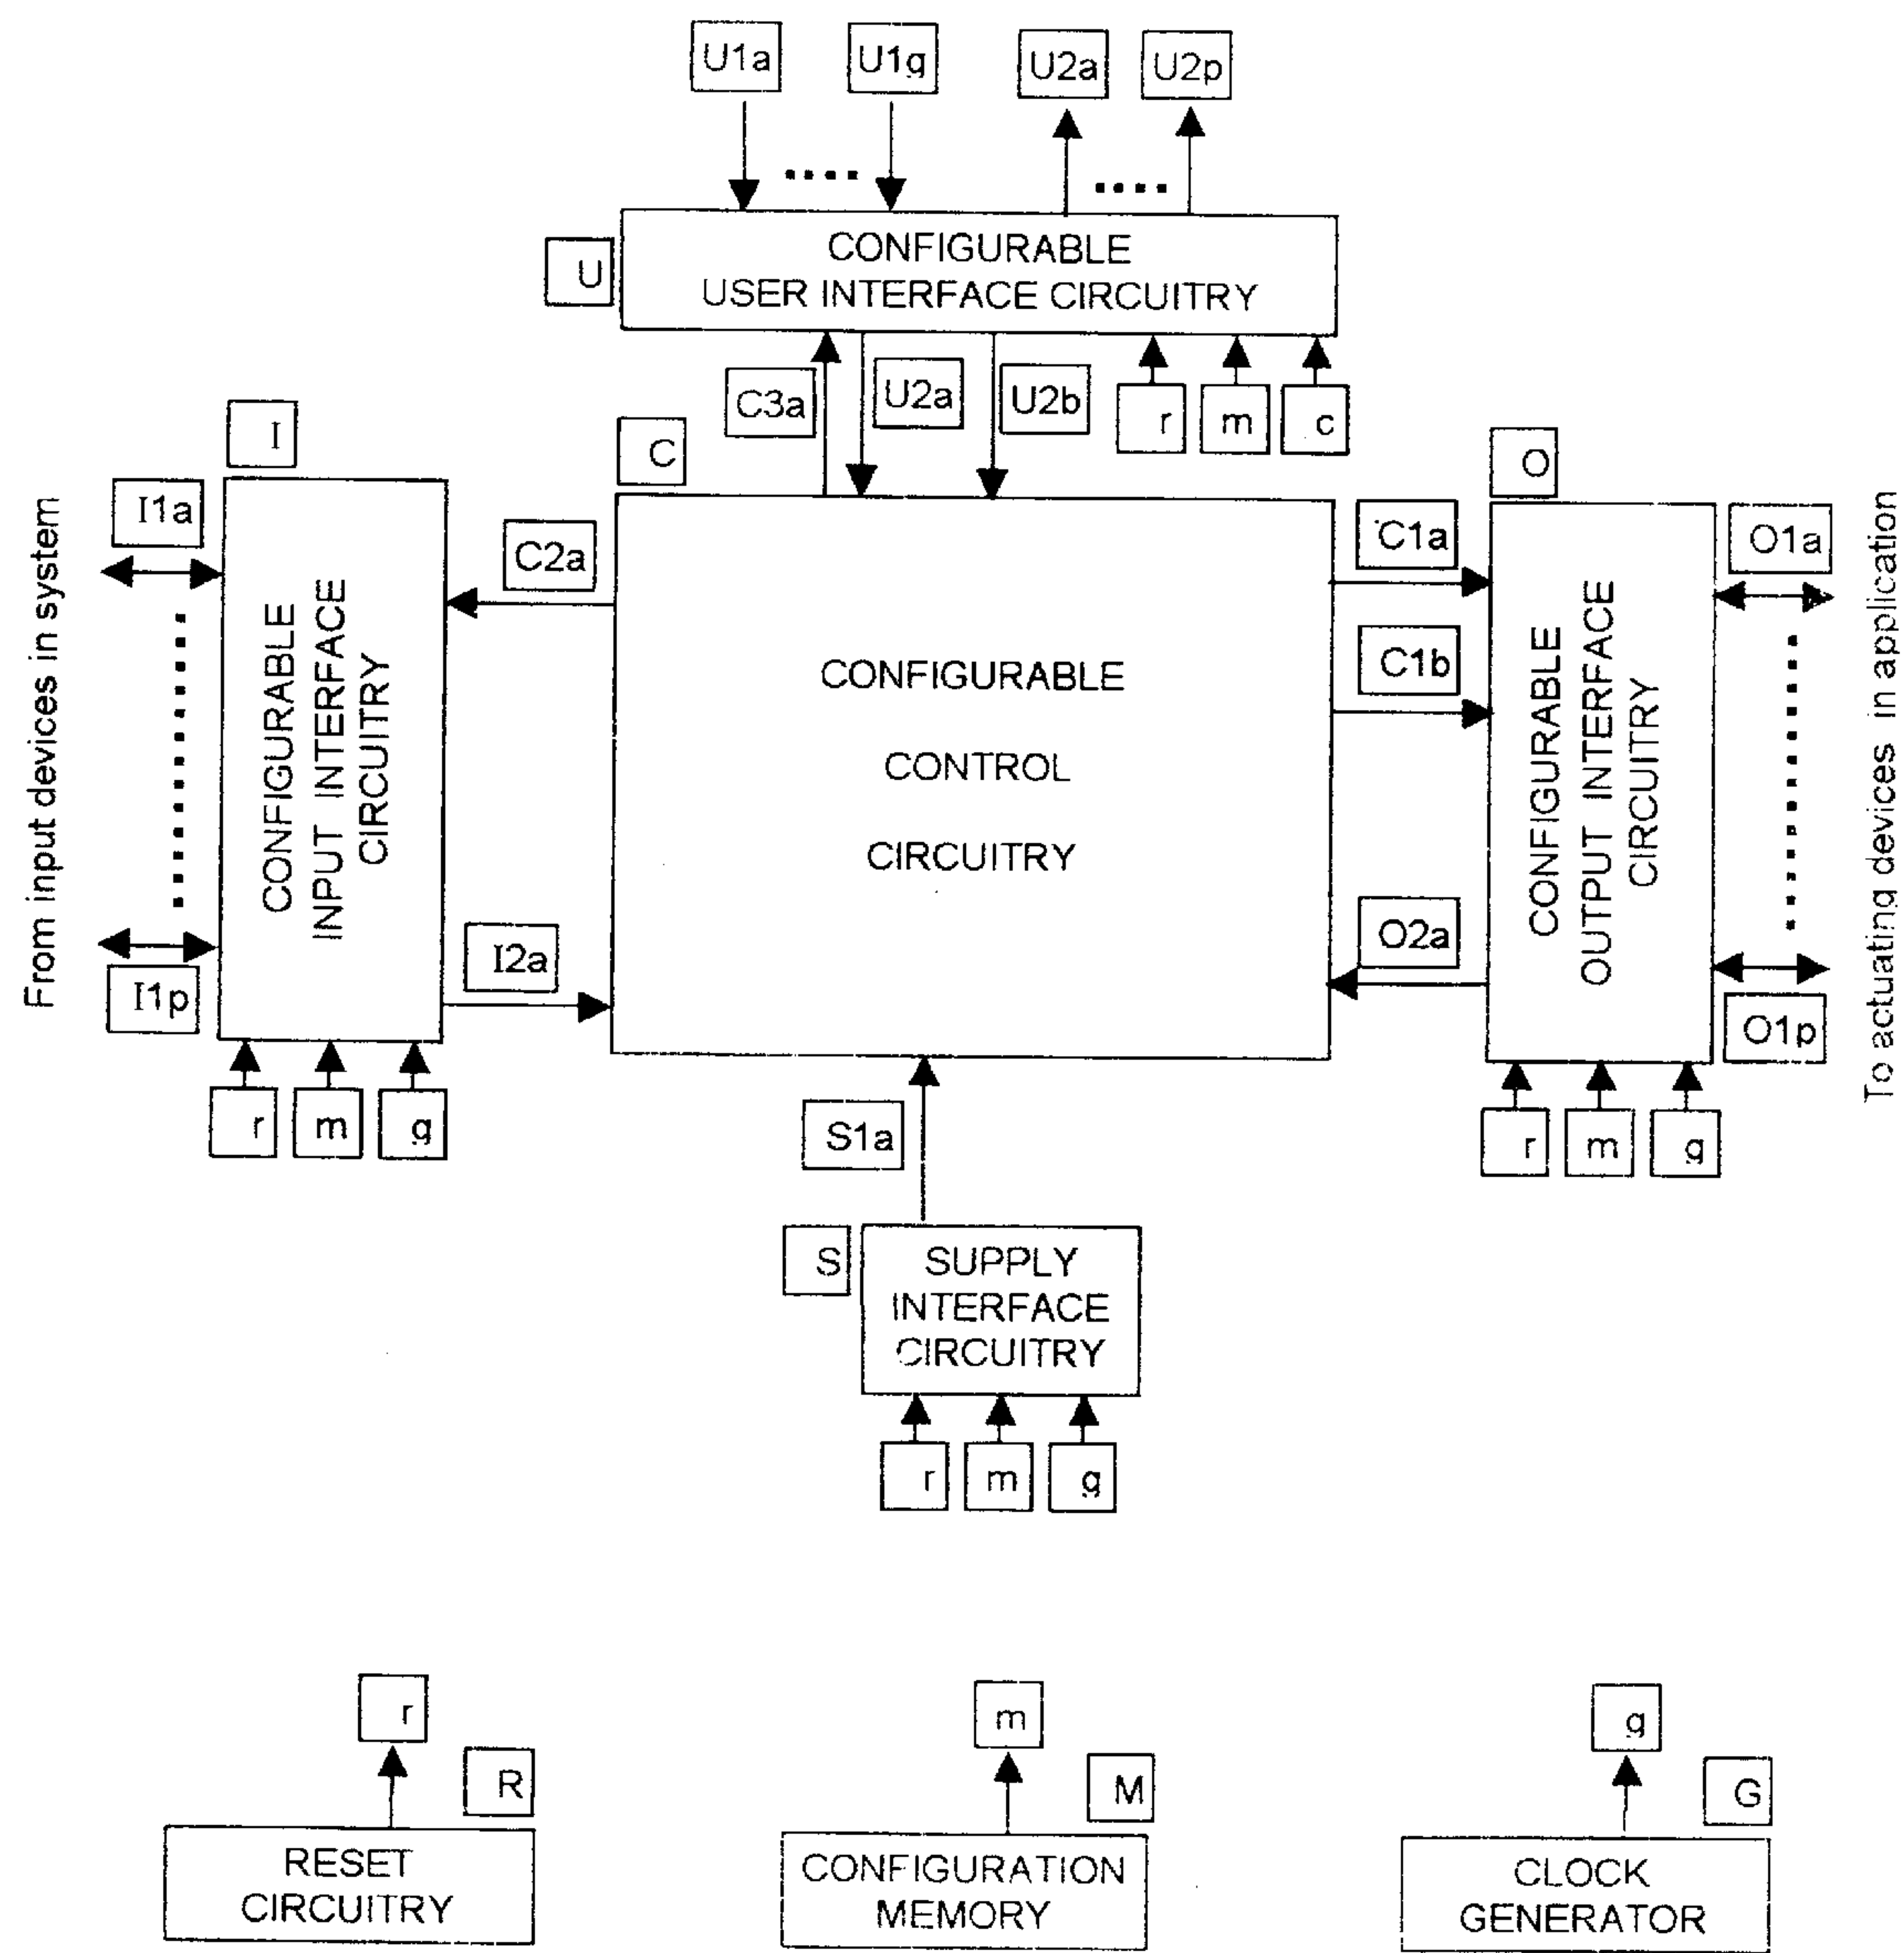 U1a
U1g
U2a
U2p
U
CONFIGURABLE
USER INTERFACE CIRCUITRY
C3a
U2a
U2b
r
m
c
I
C
O
From input devices in system
I1a
I1p
CONFIGURABLE
INPUT INTERFACE
CIRCUITRY
C2a
I2a
CONFIGURABLE
CONTROL
CIRCUITRY
C1a
C1b
O2a
CONFIGURABLE
OUTPUT INTERFACE
CIRCUITRY
O1a
O1p
To actuating devices in application
r
m
g
r
m
g
S1a
S
SUPPLY
INTERFACE
CIRCUITRY
r
m
g
r
R
RESET
CIRCUITRY
m
M
CONFIGURATION
MEMORY
g
G
CLOCK
GENERATOR